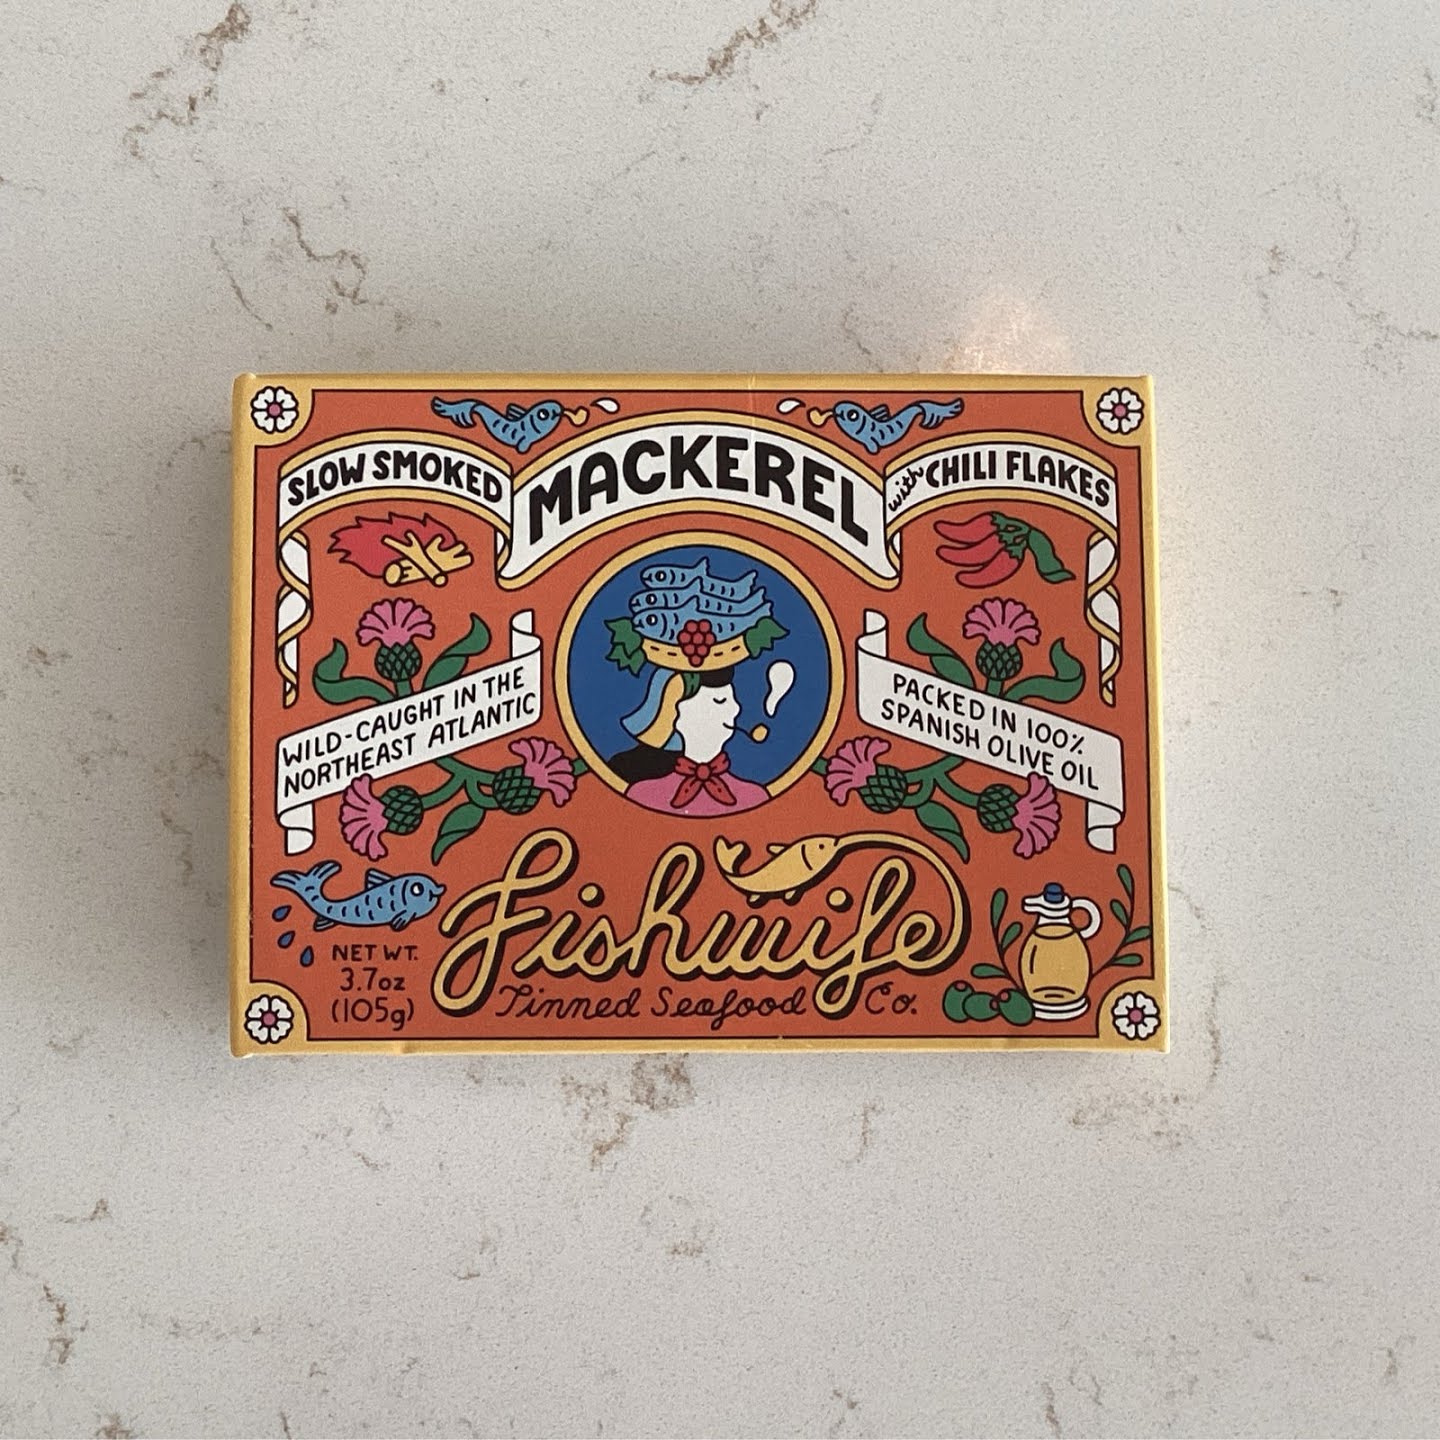 SLOW SMOKED
MACKEREL
with CHILI FLAKES
WILD-CAUGHT IN THE
NORTHEAST ATLANTIC
PACKED IN 100%
SPANISH OLIVE OIL
Fishwife
Tinned Seafood Co.
NET WT.
3.7oz
(105g)